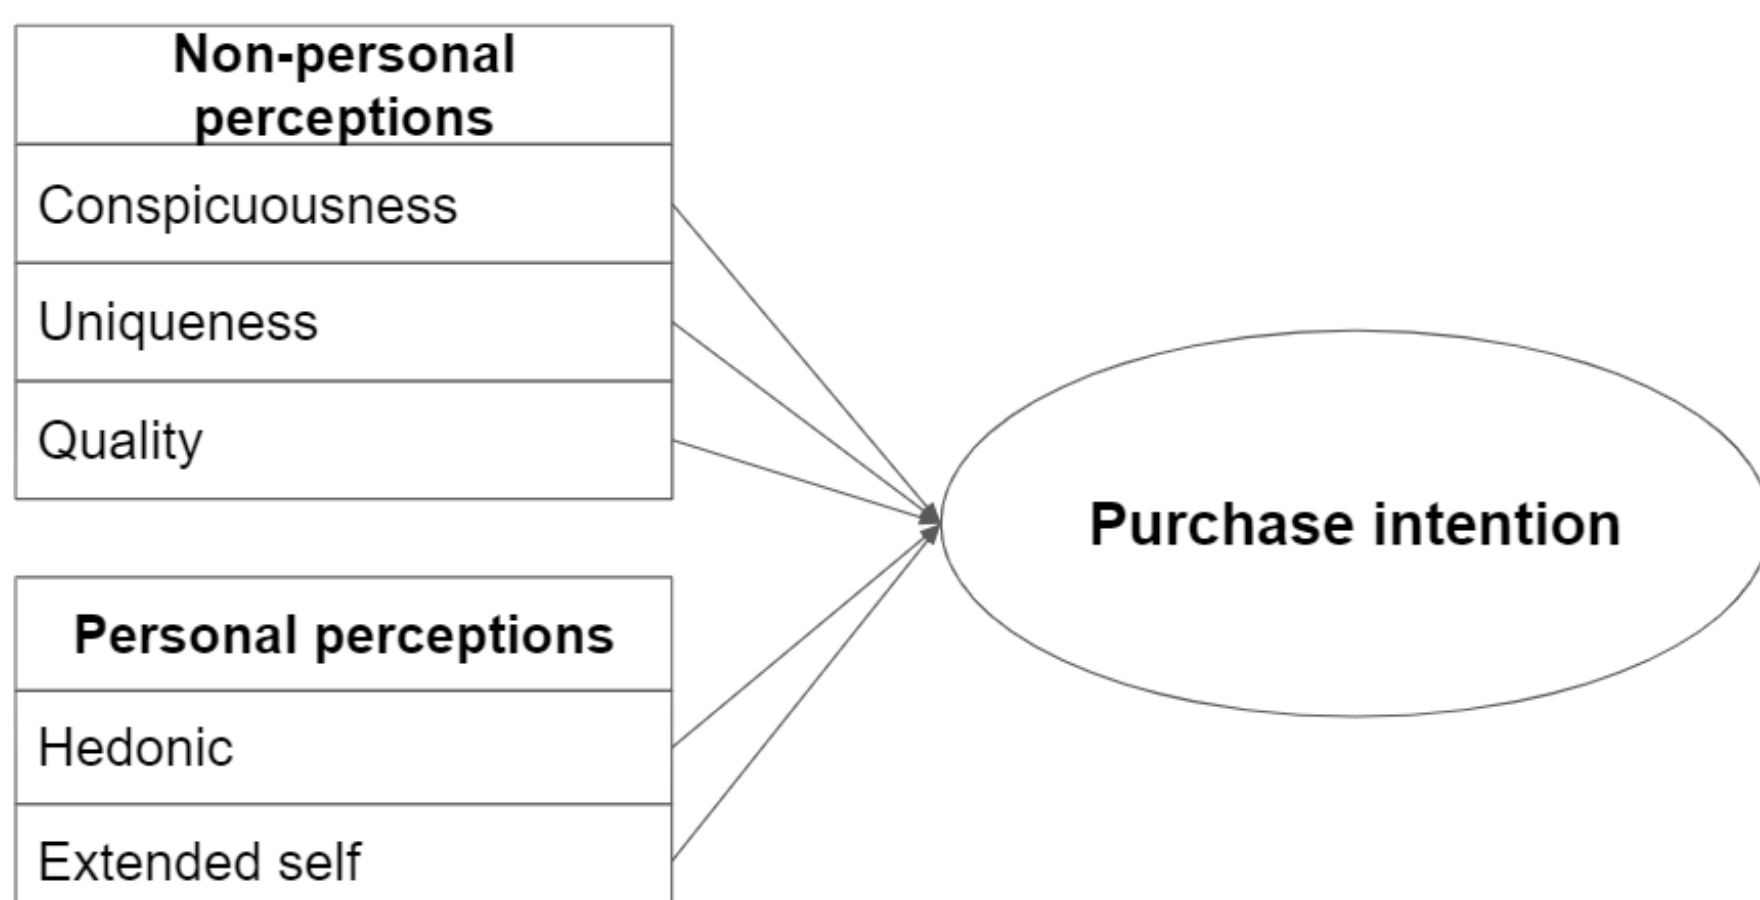 Non-personal
perceptions
Conspicuousness
Uniqueness
Quality
Purchase intention
Personal perceptions
Hedonic
Extended self